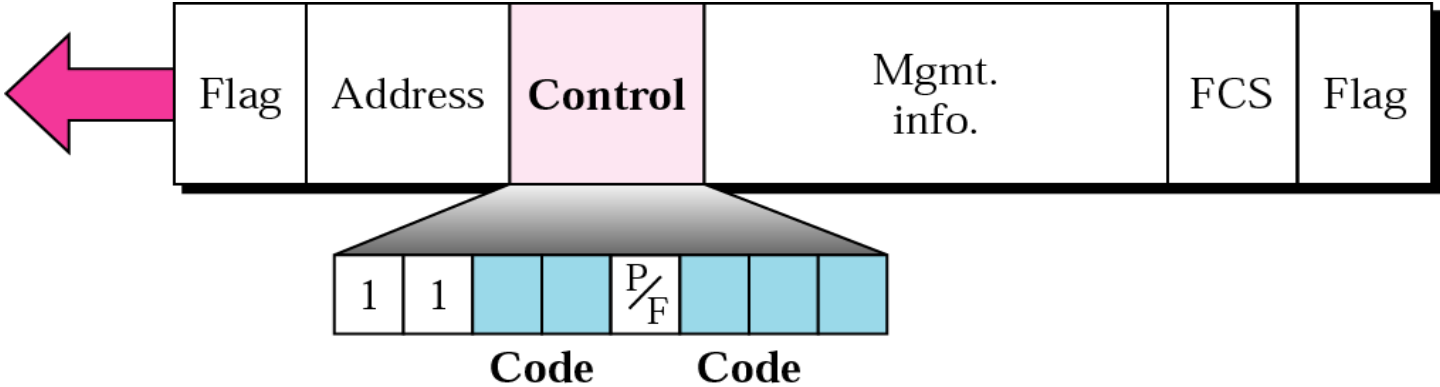 Flag Address Control Mgmt. info. FCS Flag
1 1 P/F
Code Code